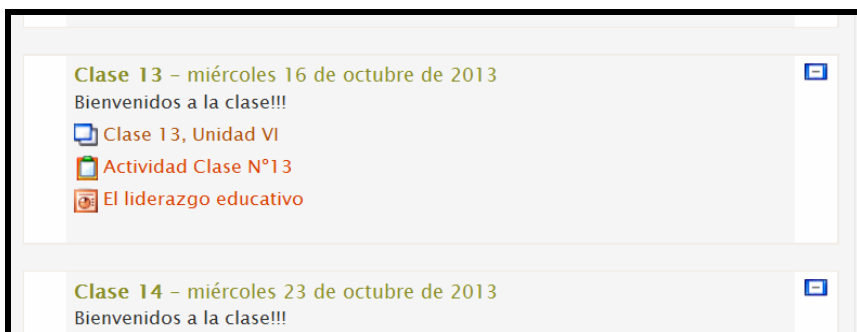 Clase 13 – miércoles 16 de octubre de 2013
Bienvenidos a la clase!!!
Clase 13, Unidad VI
Actividad Clase N°13
El liderazgo educativo
Clase 14 – miércoles 23 de octubre de 2013
Bienvenidos a la clase!!!